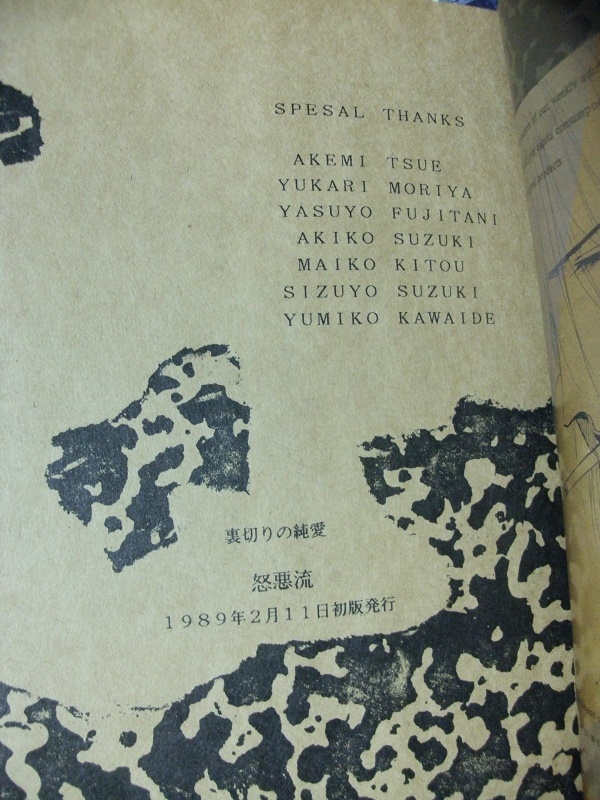 SPESAL THANKS
AKEMI TSUE
YUKARI MORIYA
YASUYO FUJITANI
AKIKO SUZUKI
MAIKO KITOU
SIZUYO SUZUKI
YUMIKO KAWAIDE
裏切りの純愛
怒悪流
1989年2月11日初版発行